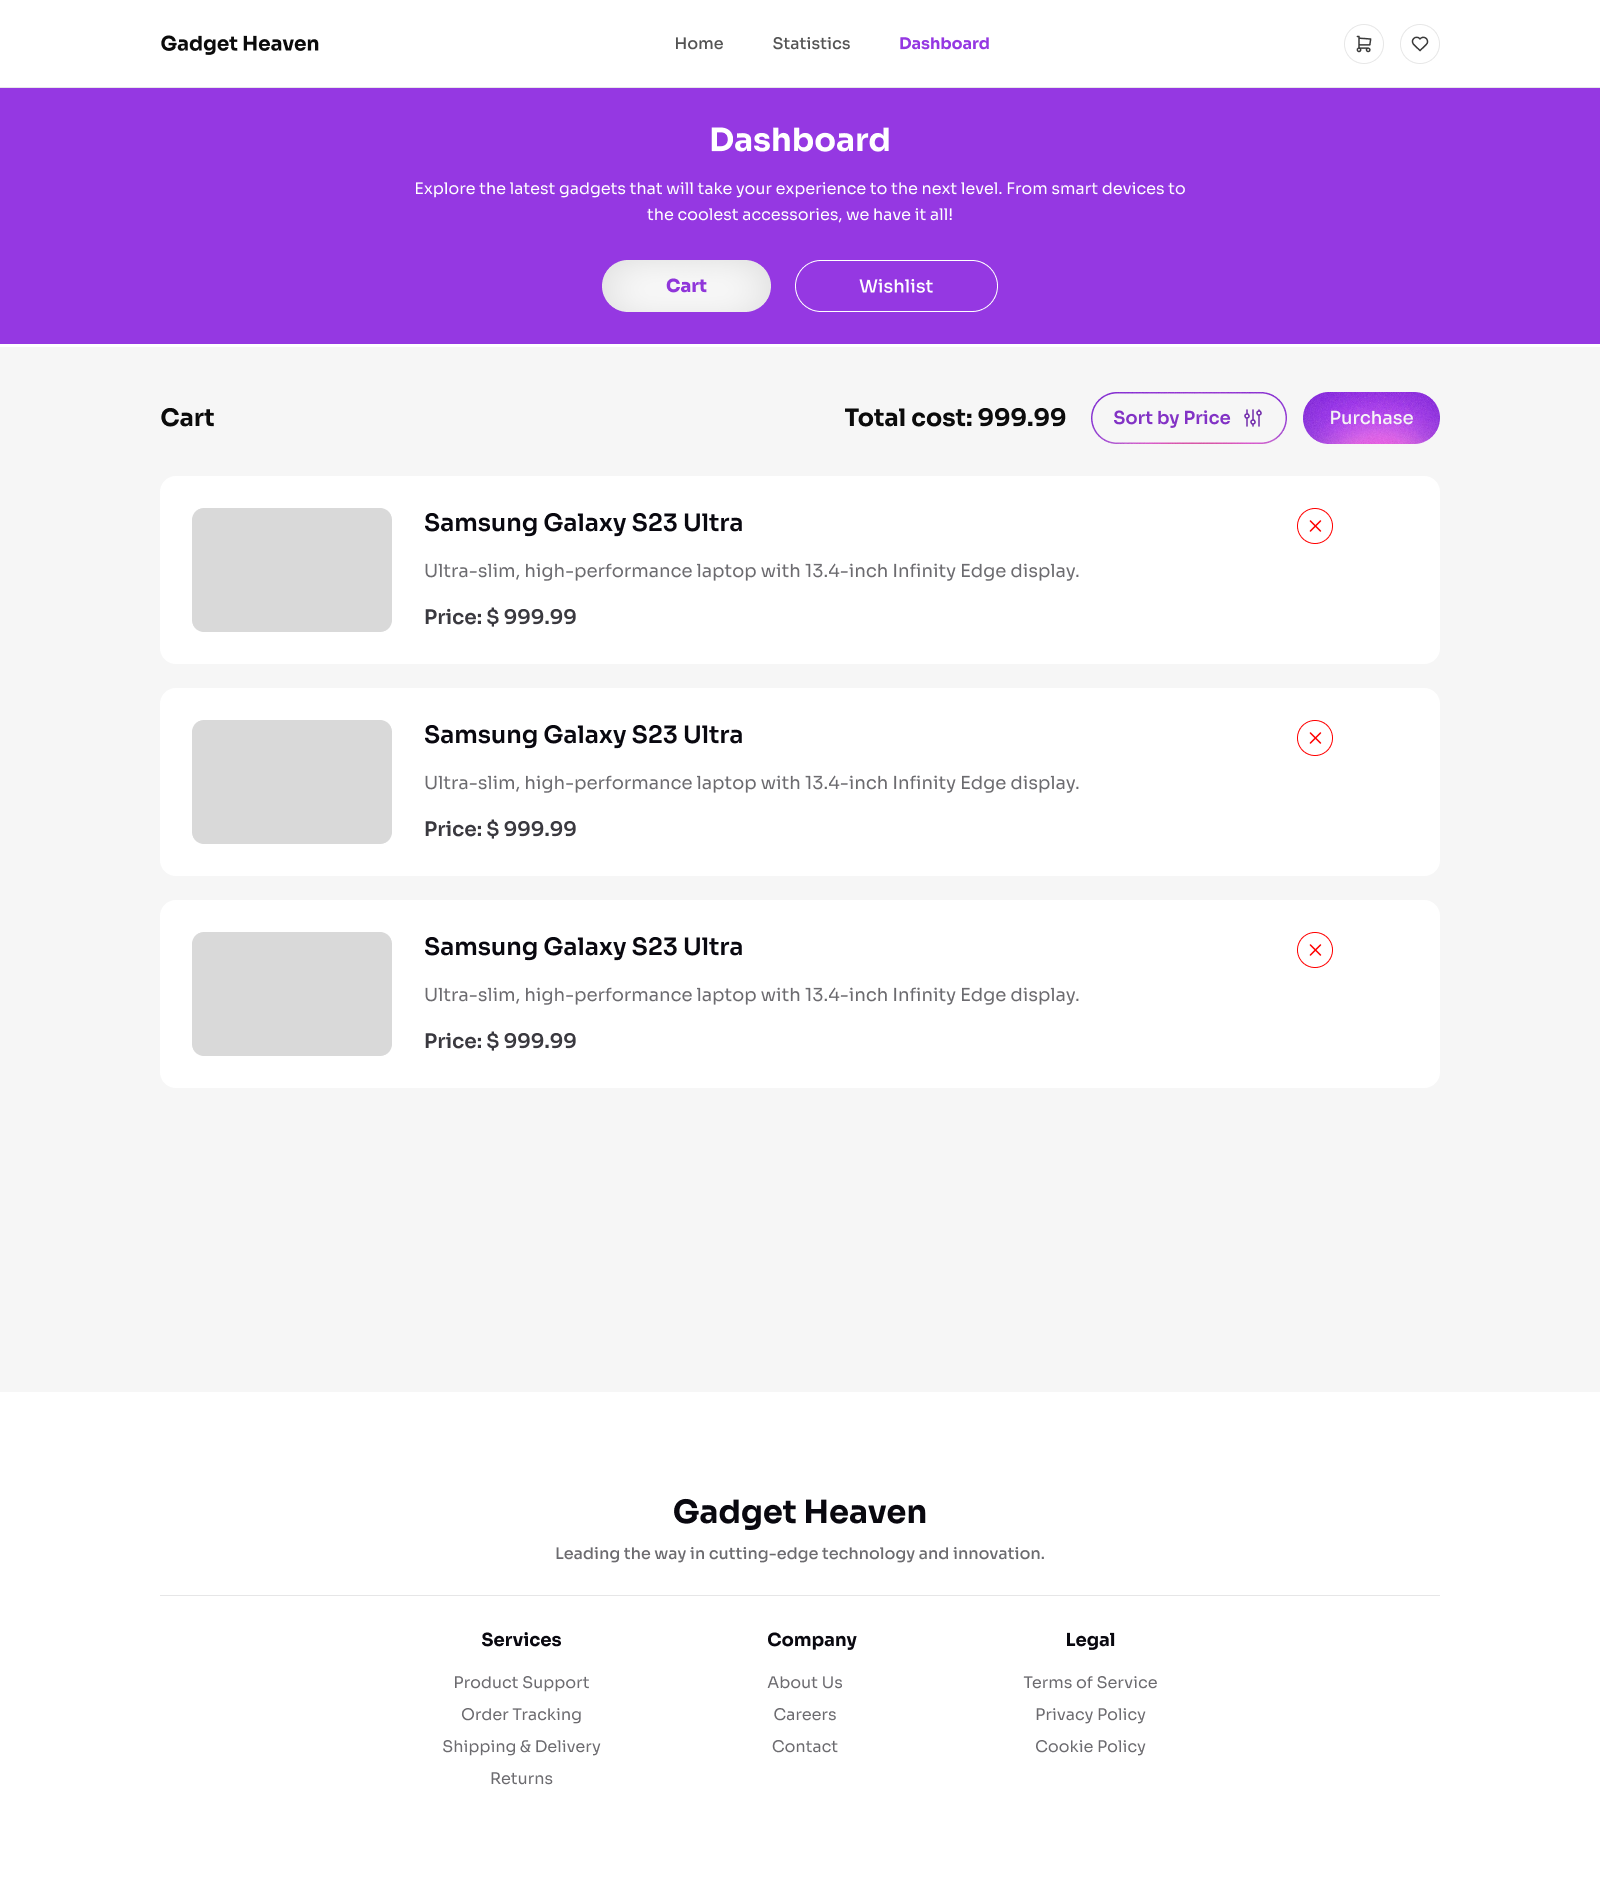 Gadget Heaven
Home
Statistics
Dashboard
Dashboard
Explore the latest gadgets that will take your experience to the next level. From smart devices to
the coolest accessories, we have it all!
Cart
Wishlist
Cart
Total cost: 999.99
Sort by Price
Purchase
Samsung Galaxy S23 Ultra
Ultra-slim, high-performance laptop with 13.4-inch Infinity Edge display.
Price: $ 999.99
Samsung Galaxy S23 Ultra
Ultra-slim, high-performance laptop with 13.4-inch Infinity Edge display.
Price: $ 999.99
Samsung Galaxy S23 Ultra
Ultra-slim, high-performance laptop with 13.4-inch Infinity Edge display.
Price: $ 999.99
Gadget Heaven
Leading the way in cutting-edge technology and innovation.
Services
Product Support
Order Tracking
Shipping & Delivery
Returns
Company
About Us
Careers
Contact
Legal
Terms of Service
Privacy Policy
Cookie Policy